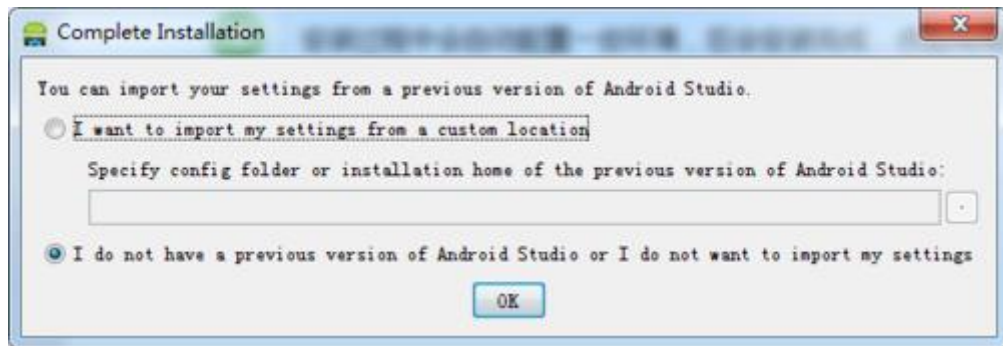 Complete Installation
You can import your settings from a previous version of Android Studio.
I want to import my settings from a custom location
Specify config folder or installation home of the previous version of Android Studio:
I do not have a previous version of Android Studio or I do not want to import my settings
OK